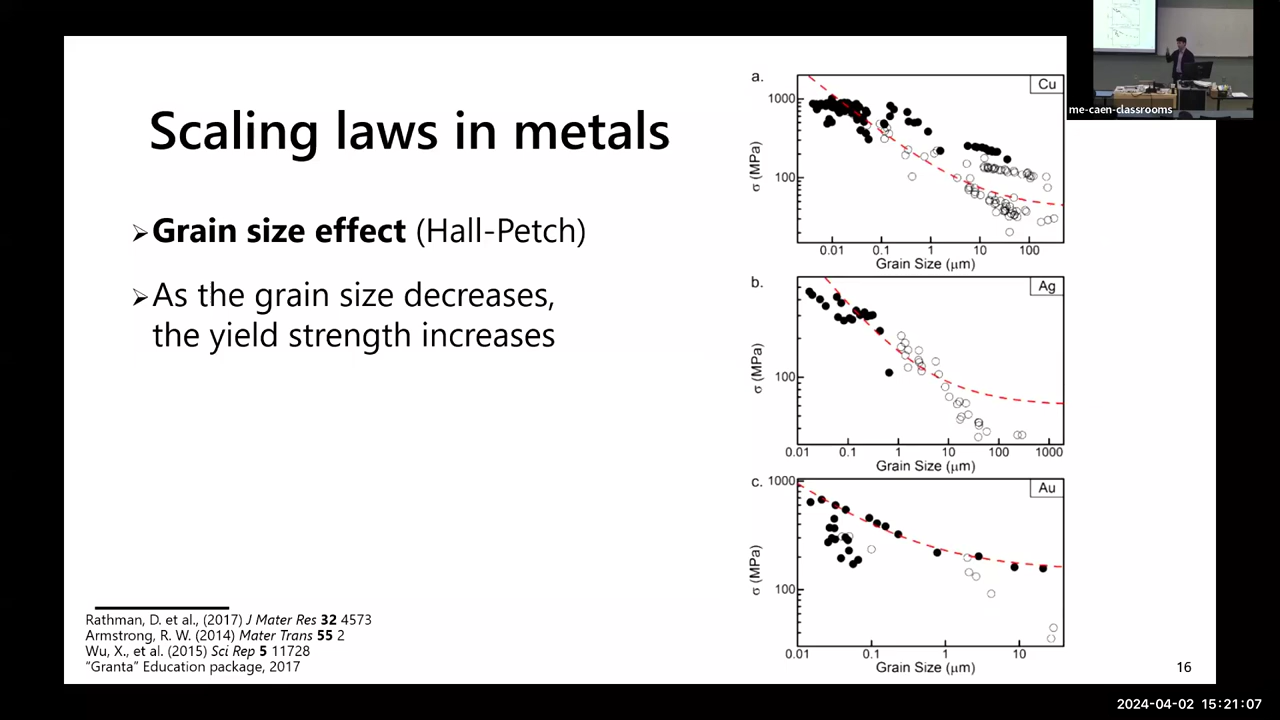 me-caen-classrooms
Scaling laws in metals
➢Grain size effect (Hall-Petch)
➢As the grain size decreases,
the yield strength increases
a.
Cu
1000
100
σ (MPa)
0.01 0.1 1 10 100
Grain Size (μm)
b.
Ag
100
σ (MPa)
0.01 0.1 1 10 100 1000
Grain Size (μm)
c.
Au
1000
100
σ (MPa)
0.01 0.1 1 10
Grain Size (μm)
Rathman, D. et al., (2017) J Mater Res 32 4573
Armstrong, R. W. (2014) Mater Trans 55 2
Wu, X., et al. (2015) Sci Rep 5 11728
“Granta” Education package, 2017
16
2024-04-02 15:21:07